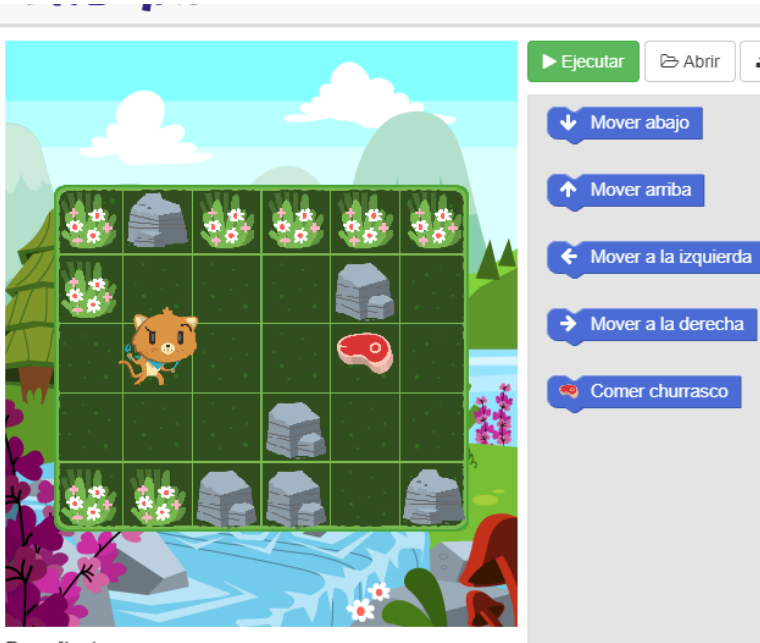 Ejecutar
Abrir
Mover abajo
Mover arriba
Mover a la izquierda
Mover a la derecha
Comer churrasco